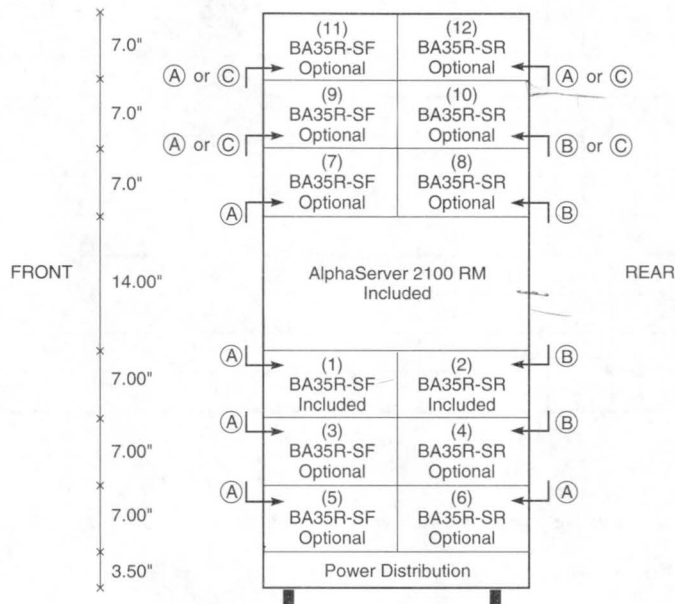 7.0"
(11)
BA35R-SF
Optional
(12)
BA35R-SR
Optional
Ⓐ or Ⓒ
Ⓐ or Ⓒ
7.0"
(9)
BA35R-SF
Optional
(10)
BA35R-SR
Optional
Ⓐ or Ⓒ
Ⓑ or Ⓒ
7.0"
(7)
BA35R-SF
Optional
(8)
BA35R-SR
Optional
Ⓐ
Ⓑ
FRONT
14.00"
AlphaServer 2100 RM
Included
REAR
Ⓐ
Ⓑ
7.00"
(1)
BA35R-SF
Included
(2)
BA35R-SR
Included
Ⓐ
Ⓑ
7.00"
(3)
BA35R-SF
Optional
(4)
BA35R-SR
Optional
Ⓐ
Ⓐ
7.00"
(5)
BA35R-SF
Optional
(6)
BA35R-SR
Optional
3.50"
Power Distribution